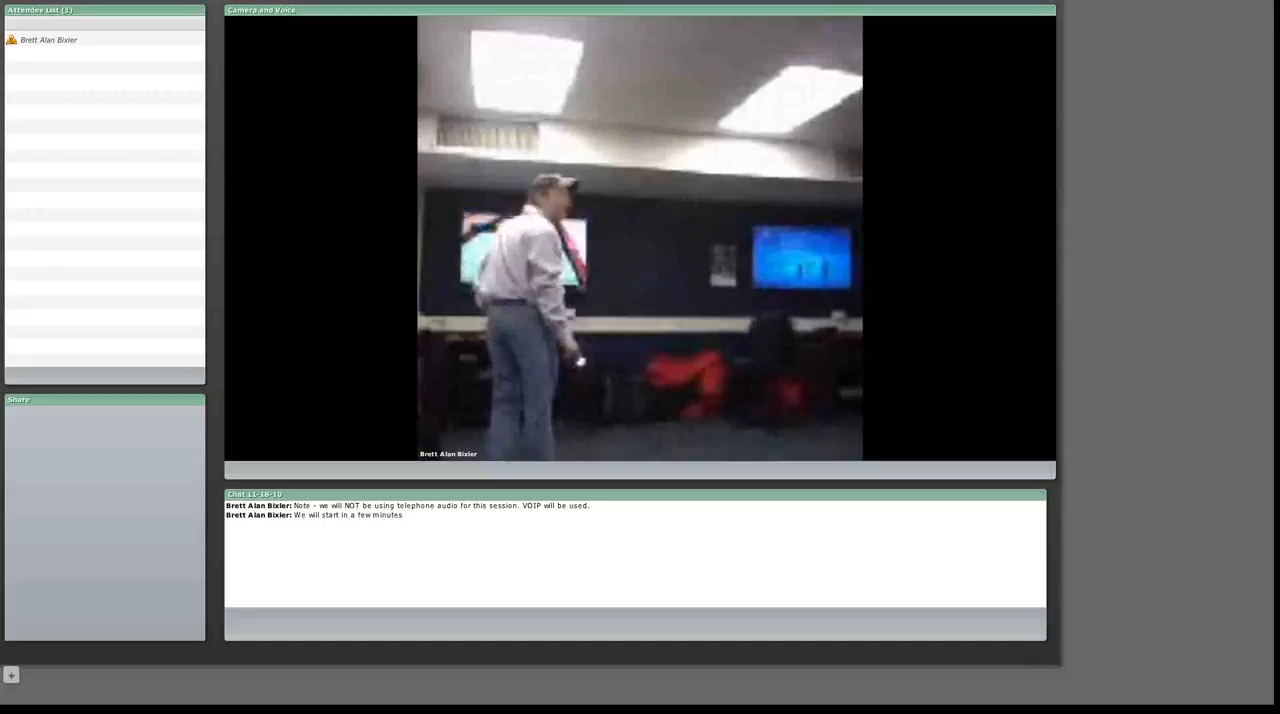 Attendee List (1)
Brett Alan Bixler
Camera and Voice
Brett Alan Bixler
Share
Chat 11-18-10
Brett Alan Bixler: Note - we will NOT be using telephone audio for this session. VOIP will be used.
Brett Alan Bixler: We will start in a few minutes